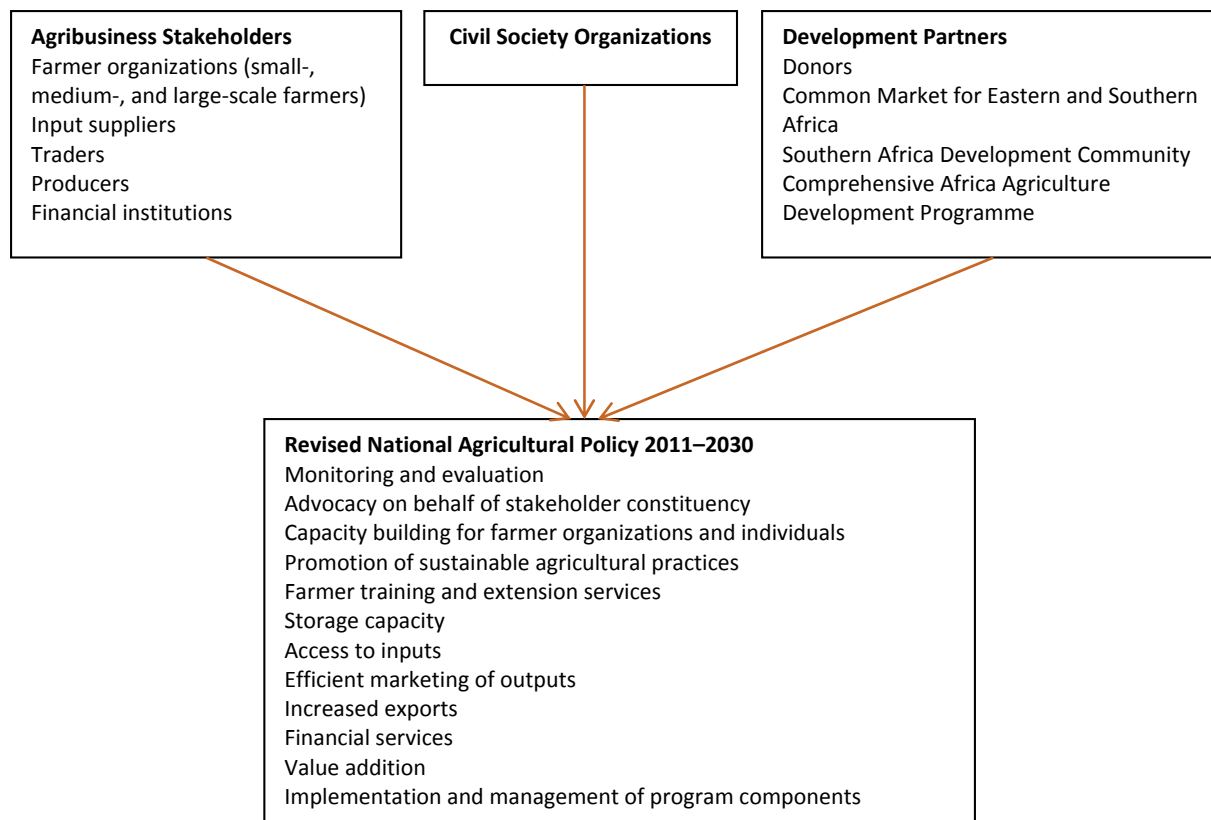 Agribusiness Stakeholders
Farmer organizations (small-,
medium-, and large-scale farmers)
Input suppliers
Traders
Producers
Financial institutions
Civil Society Organizations
Development Partners
Donors
Common Market for Eastern and Southern
Africa
Southern Africa Development Community
Comprehensive Africa Agriculture
Development Programme
Revised National Agricultural Policy 2011–2030
Monitoring and evaluation
Advocacy on behalf of stakeholder constituency
Capacity building for farmer organizations and individuals
Promotion of sustainable agricultural practices
Farmer training and extension services
Storage capacity
Access to inputs
Efficient marketing of outputs
Increased exports
Financial services
Value addition
Implementation and management of program components